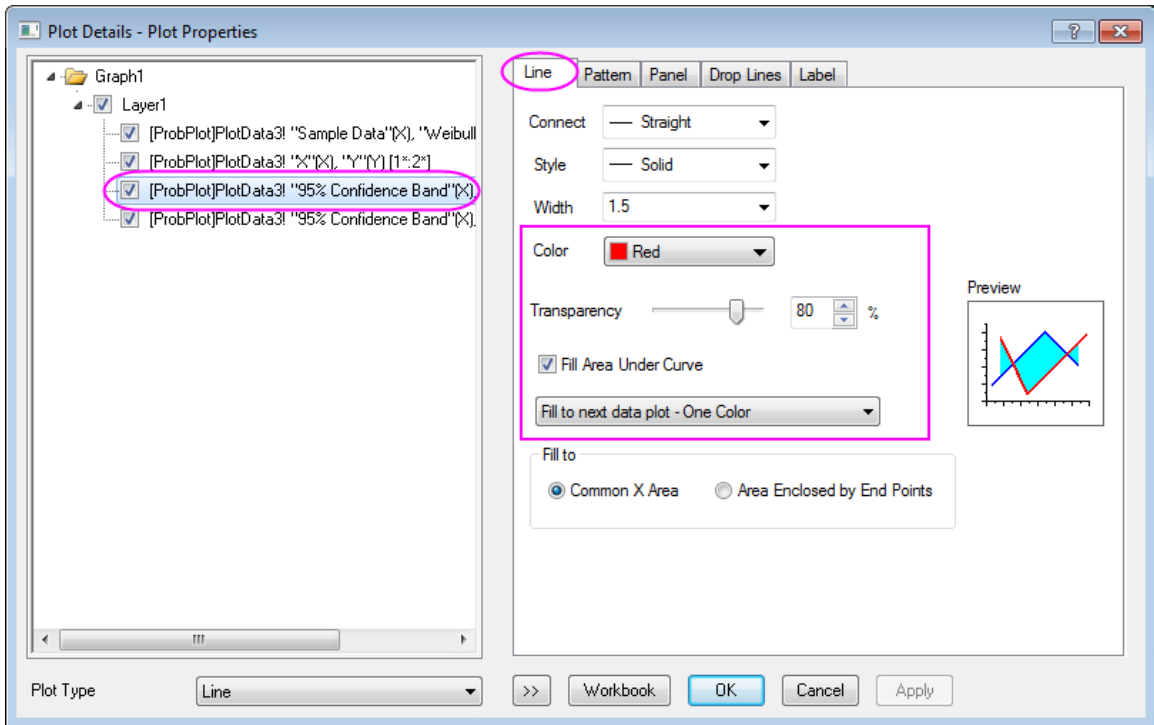 Plot Details - Plot Properties
Graph1
Layer1
[ProbPlot]PlotData3! "Sample Data"(X), "Weibull
[ProbPlot]PlotData3! "X"(X), "Y"(Y) [1*:2*]
[ProbPlot]PlotData3! "95% Confidence Band"(X),
[ProbPlot]PlotData3! "95% Confidence Band"(X),
Line Pattern Panel Drop Lines Label
Connect Straight
Style Solid
Width 1.5
Color Red
Transparency 80 %
Fill Area Under Curve
Fill to next data plot - One Color
Preview
Fill to
Common X Area Area Enclosed by End Points
Plot Type Line >> Workbook OK Cancel Apply